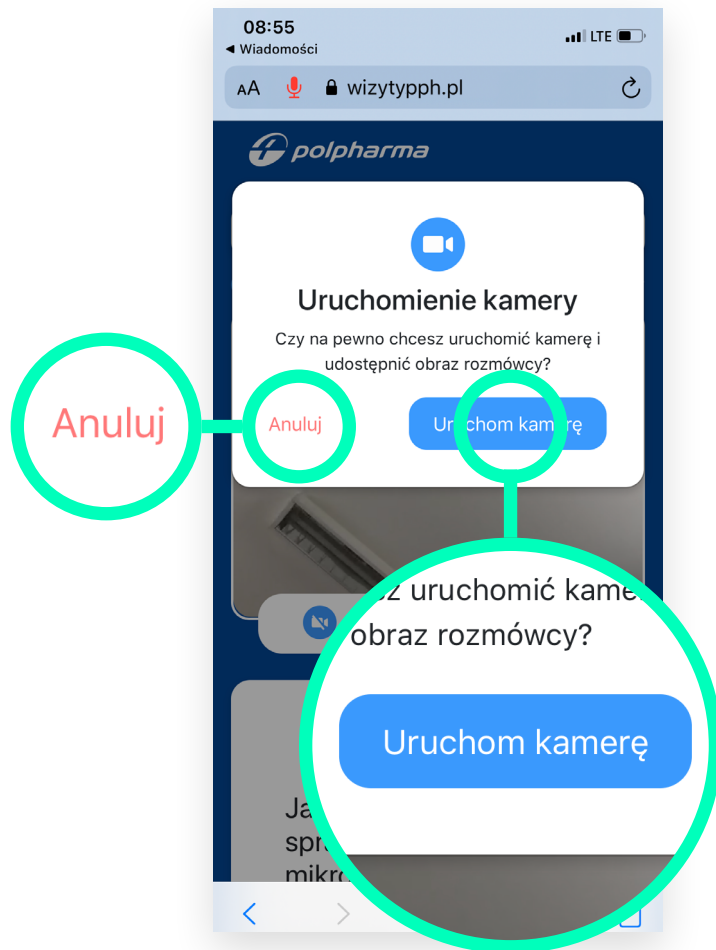 08:55
◀ Wiadomości
LTE
AA wizytypph.pl
polpharma
Uruchomienie kamery
Czy na pewno chcesz uruchomić kamerę i
udostępnić obraz rozmówcy?
Anuluj
Anuluj
Uruchom kamerę
uruchomić
obraz rozmówcy?
Uruchom kamerę